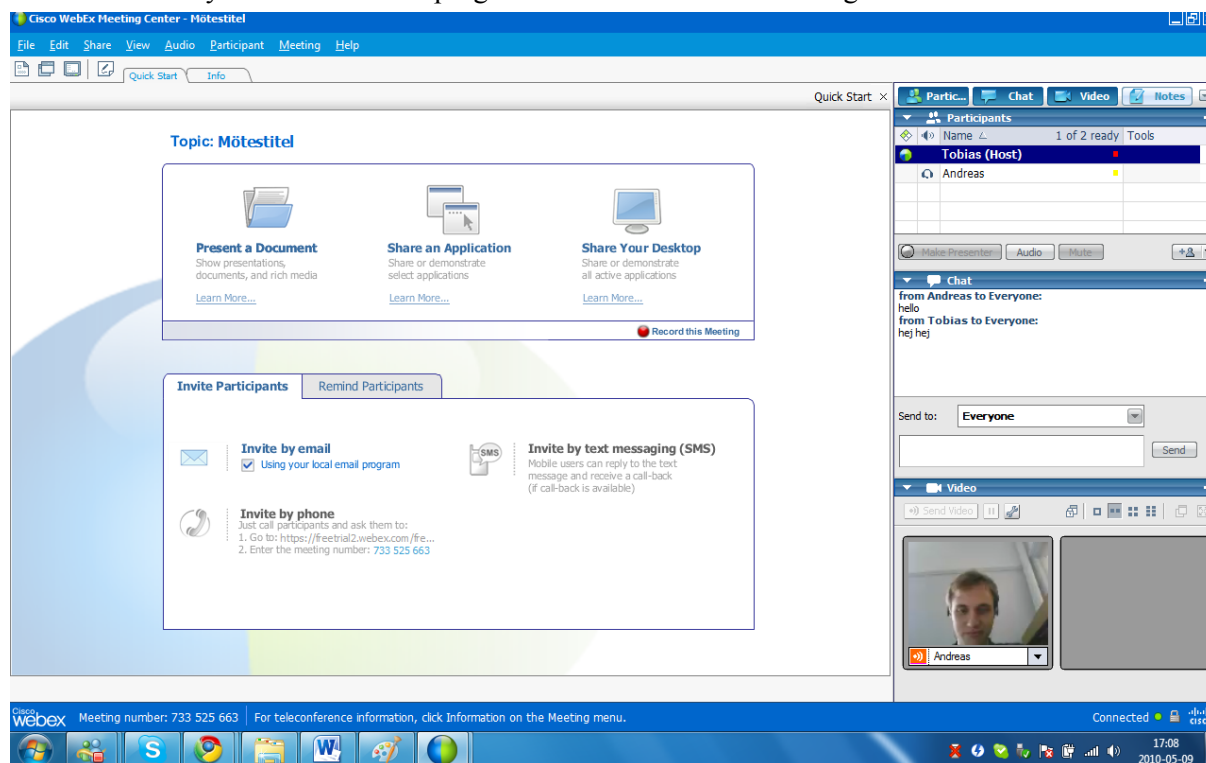 Cisco WebEx Meeting Center - Mötestitel
File Edit Share View Audio Participant Meeting Help
Quick Start Info
Quick Start ×
Partic... Chat Video Notes
Participants
Name 1 of 2 ready Tools
Tobias (Host)
Andreas
Make Presenter Audio Mute
Topic: Mötestitel
Present a Document
Show presentations,
documents, and rich media
Learn More...
Share an Application
Share or demonstrate
select applications
Learn More...
Share Your Desktop
Share or demonstrate
all active applications
Learn More...
Record this Meeting
Invite Participants Remind Participants
Invite by email
Using your local email program
SMS
Invite by text messaging (SMS)
Mobile users can reply to the text
message and receive a call-back
(if call-back is available)
Invite by phone
Just call participants and ask them to:
1. Go to: https://freetrial2.webex.com/fre...
2. Enter the meeting number: 733 525 663
Chat
from Andreas to Everyone:
hello
from Tobias to Everyone:
hej hej
Send to: Everyone
Send
Video
Send Video
Andreas
Cisco
webex Meeting number: 733 525 663 For teleconference information, click Information on the Meeting menu. Connected
17:08
2010-05-09